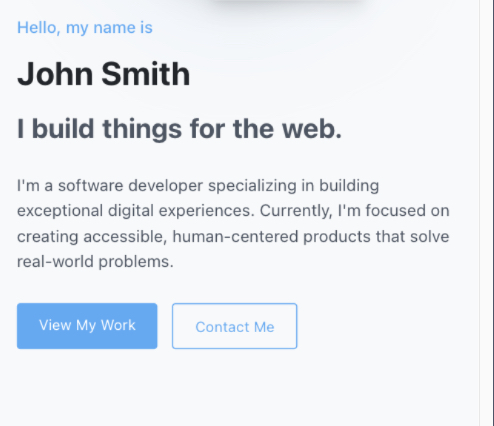 Hello, my name is
John Smith
I build things for the web.
I'm a software developer specializing in building
exceptional digital experiences. Currently, I'm focused on
creating accessible, human-centered products that solve
real-world problems.
View My Work
Contact Me